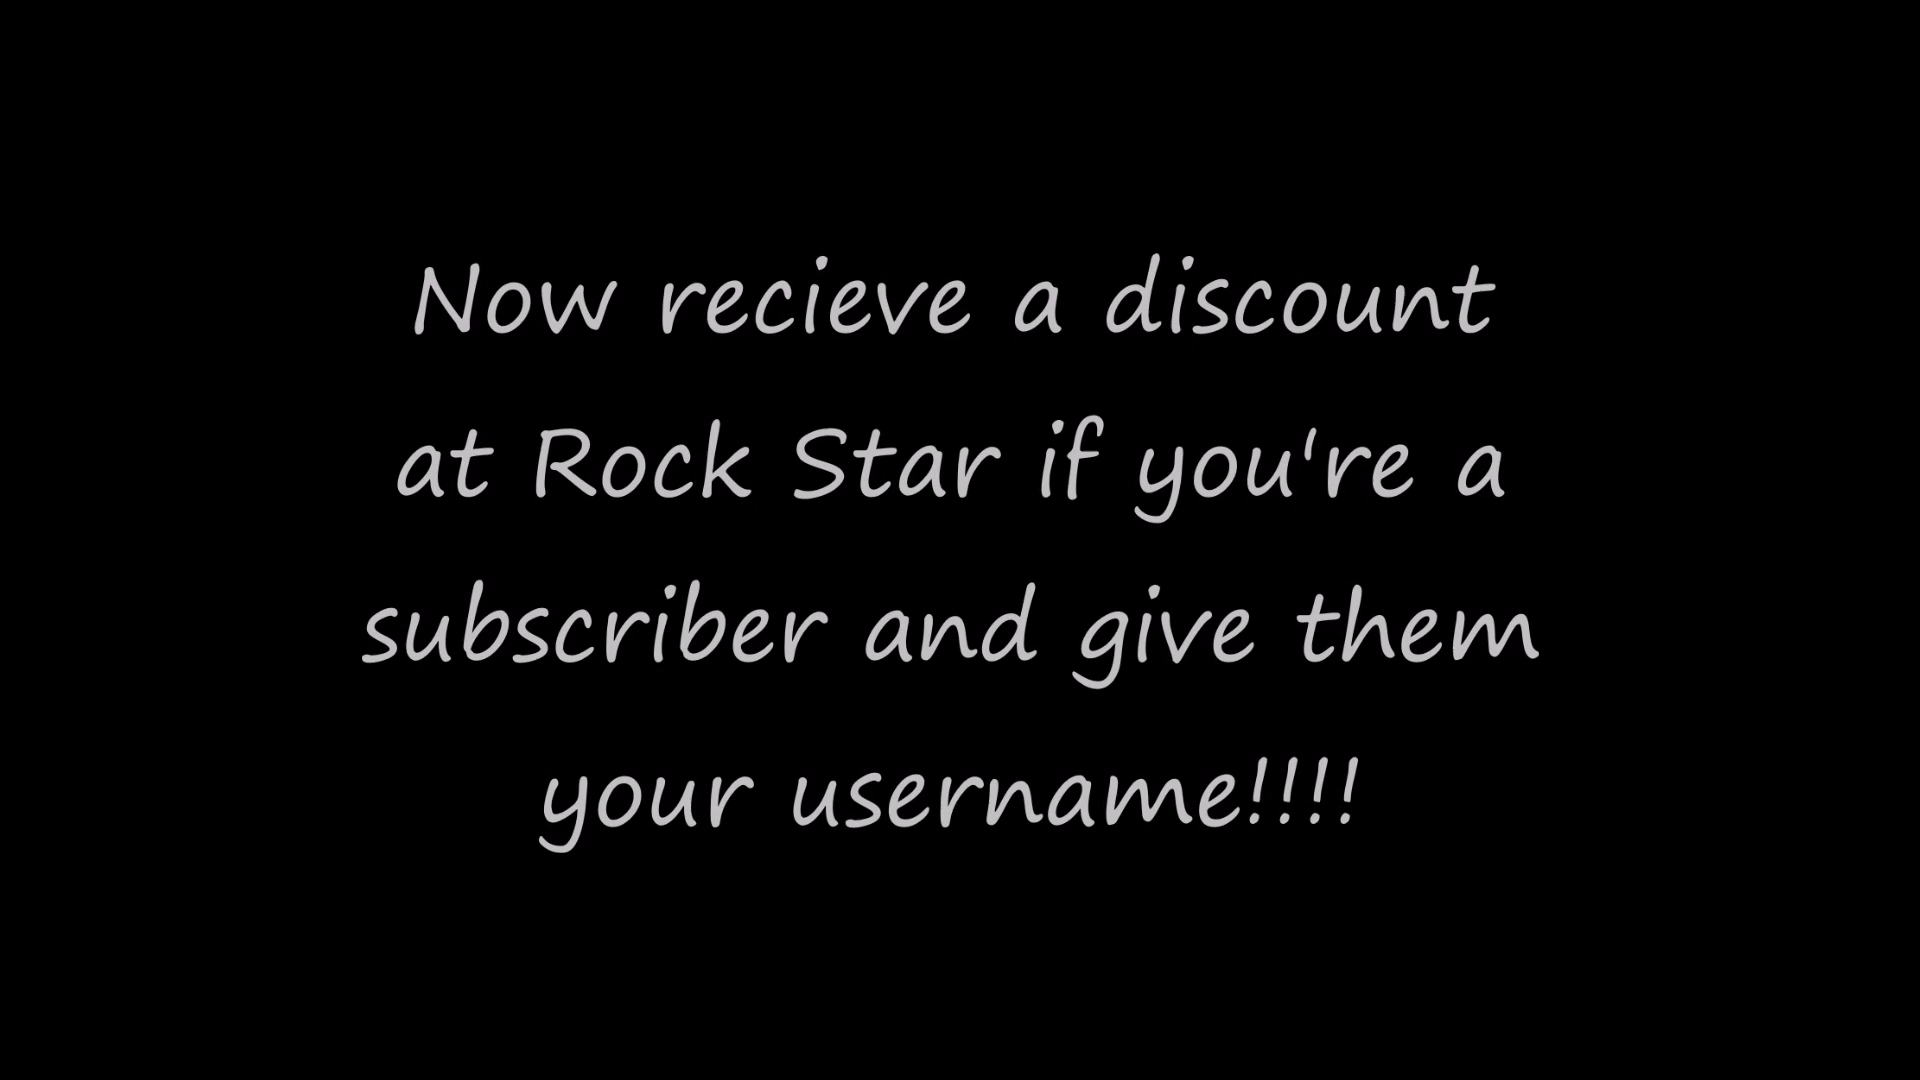 Now recieve a discount
at Rock Star if you're a
subscriber and give them
your username!!!!